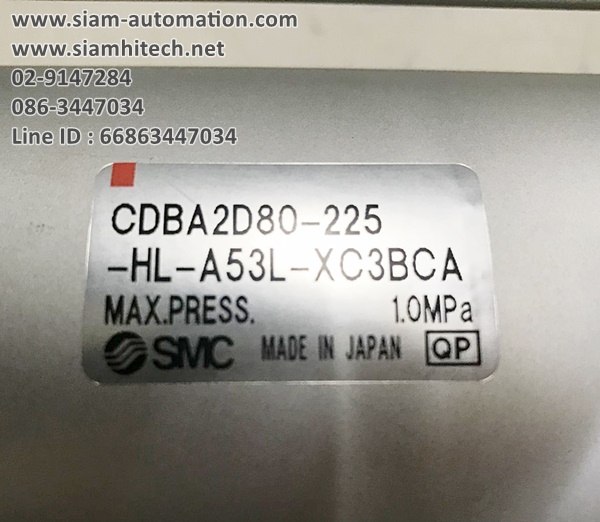 www.siam-automation.com
www.siamhitech.net
02-9147284
086-3447034
Line ID : 66863447034
CDBA2D80-225
-HL-A53L-XC3BCA
MAX.PRESS. 1.0MPa
SMC MADE IN JAPAN QP